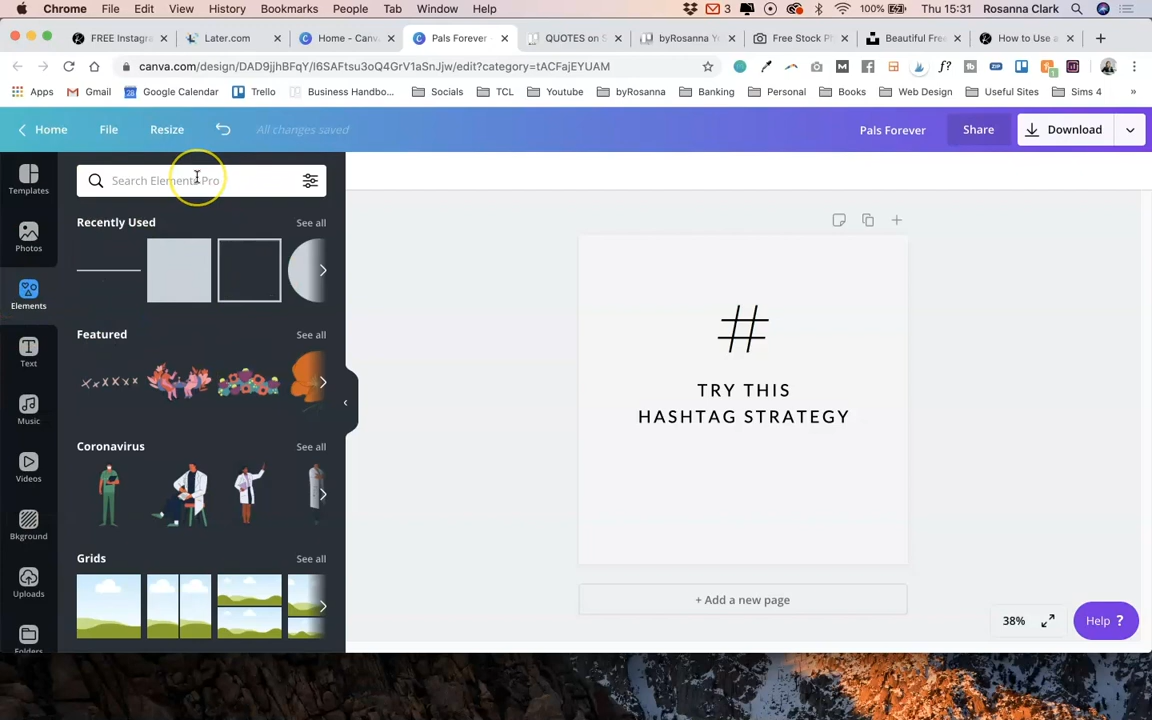 Chrome File Edit View History Bookmarks People Tab Window Help 3 100% Thu 15:31 Rosanna Clark
FREE Instagra Later.com Home - Canv Pals Forever - QUOTES on S byRosanna Y Free Stock P Beautiful Fre How to Use
canva.com/design/DAD9jjhBFqY/I6SAFtsu3oQ4GrV1aSnJjw/edit?category=tACFajEYUAM
Apps Gmail Google Calendar Trello Business Handbo... Socials TCL Youtube byRosanna Banking Personal Books Web Design Useful Sites Sims 4 »
Home File Resize All changes saved Pals Forever Share Download
Templates
Photos
Elements
Text
Music
Videos
Bkground
Uploads
Folders
Search Elements Pro
Recently Used See all
Featured See all
Coronavirus See all
Grids See all
#
TRY THIS
HASHTAG STRATEGY
+ Add a new page
38% Help ?